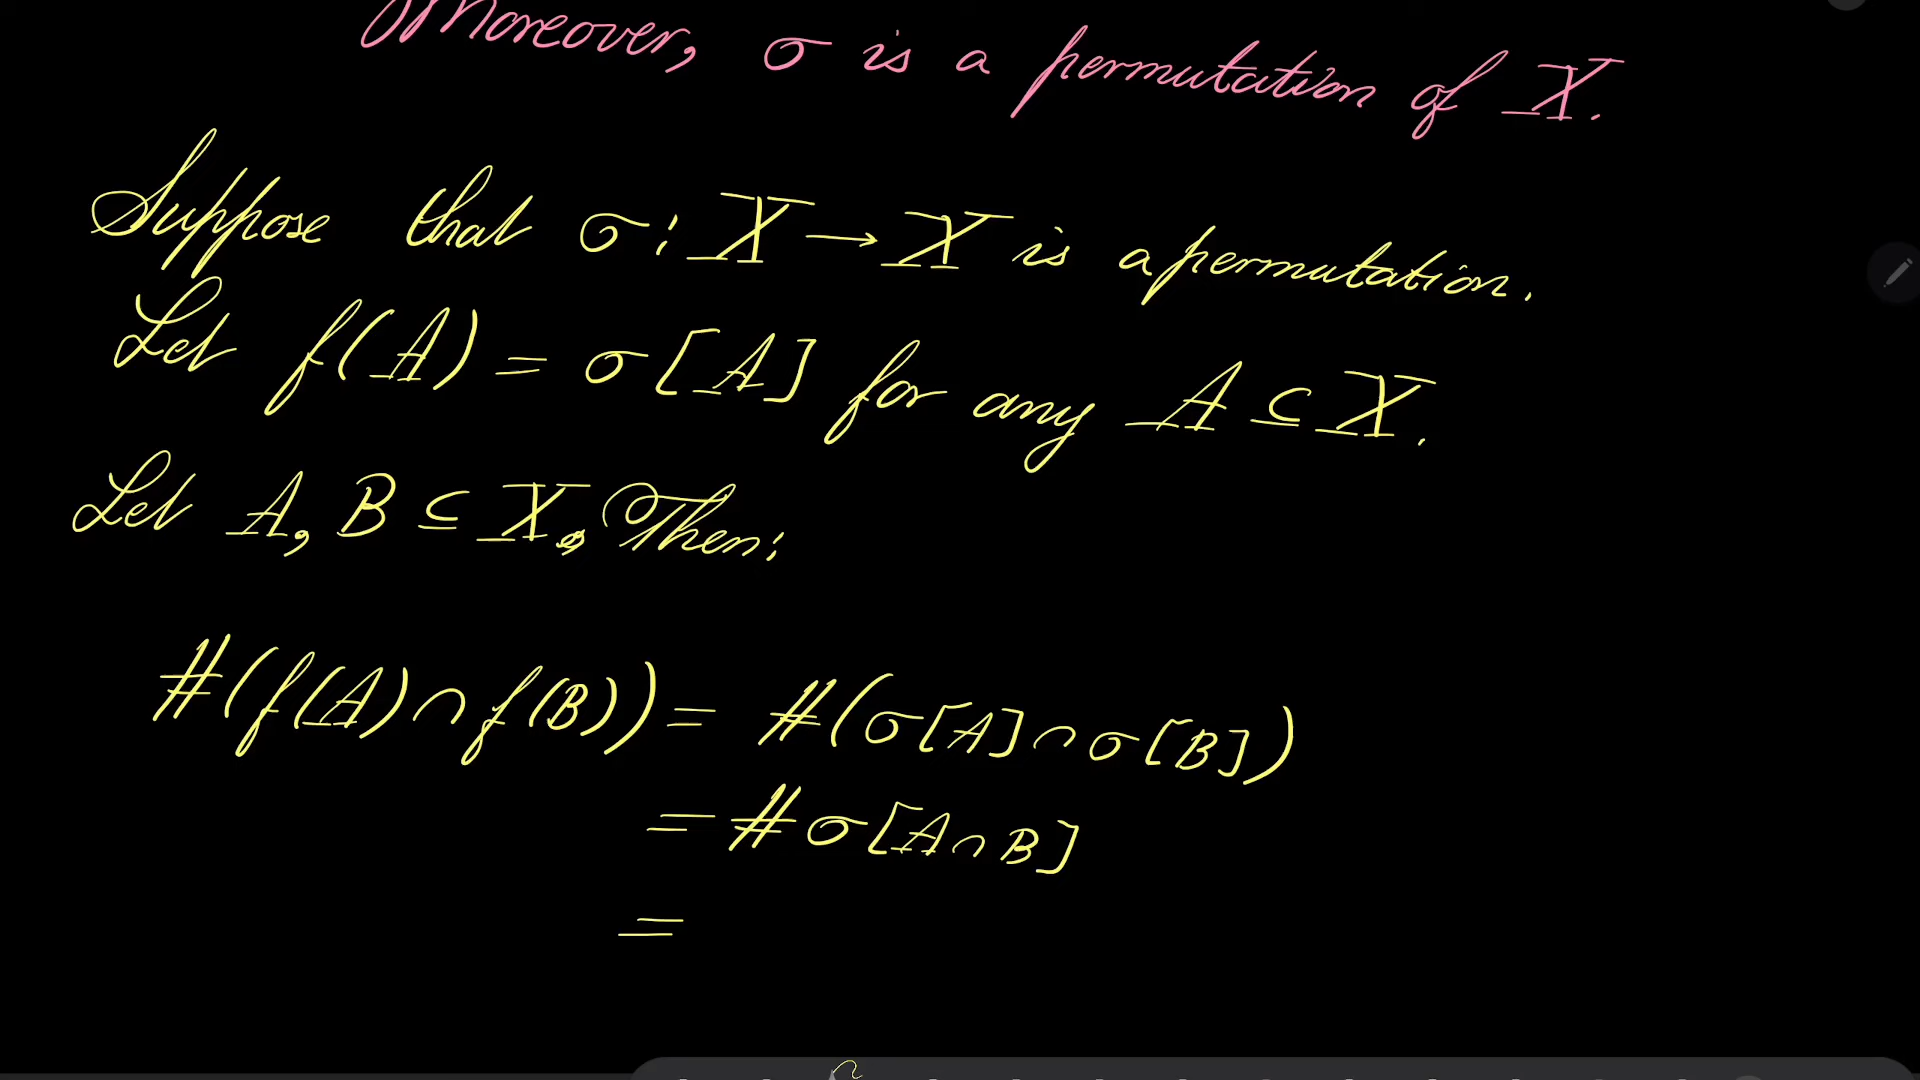 Moreover, σ is a permutation of X.
Suppose that σ: X → X is a permutation.
Let f(A) = σ[A] for any A ⊆ X.
Let A, B ⊆ X. Then:
#(f(A) ∩ f(B)) = #(σ[A] ∩ σ[B])
= #σ[A ∩ B]
=